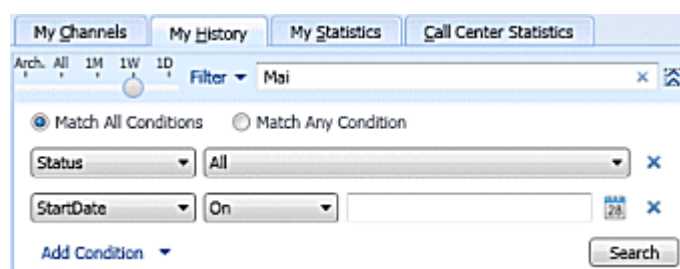 My Channels My History My Statistics Call Center Statistics
Arch. All 1M 1W 1D Filter Mai
Match All Conditions Match Any Condition
Status All
StartDate On 28
Add Condition Search